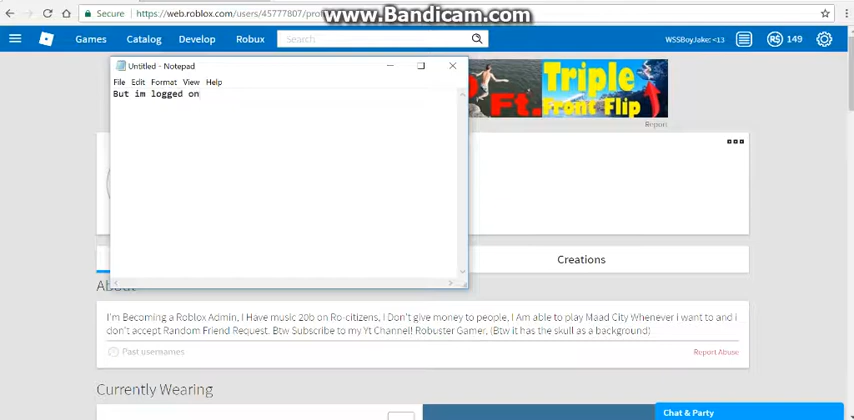 www.Bandicam.com
Secure https://web.roblox.com/users/45777807/pro
Games Catalog Develop Robux Search WSSBoyJake: <13 R$ 149
Untitled - Notepad
File Edit Format View Help
But im logged on
Triple
Ft. Front Flip
Report
Creations
About
I'm Becoming a Roblox Admin, I Have music 20b on Ro-citizens, I Don't give money to people, I Am able to play Maad City Whenever i want to and i
don't accept Random Friend Request. Btw Subscribe to my Yt Channel! Robuster Gamer, (Btw it has the skull as a background)
Past usernames Report Abuse
Currently Wearing
Chat & Party